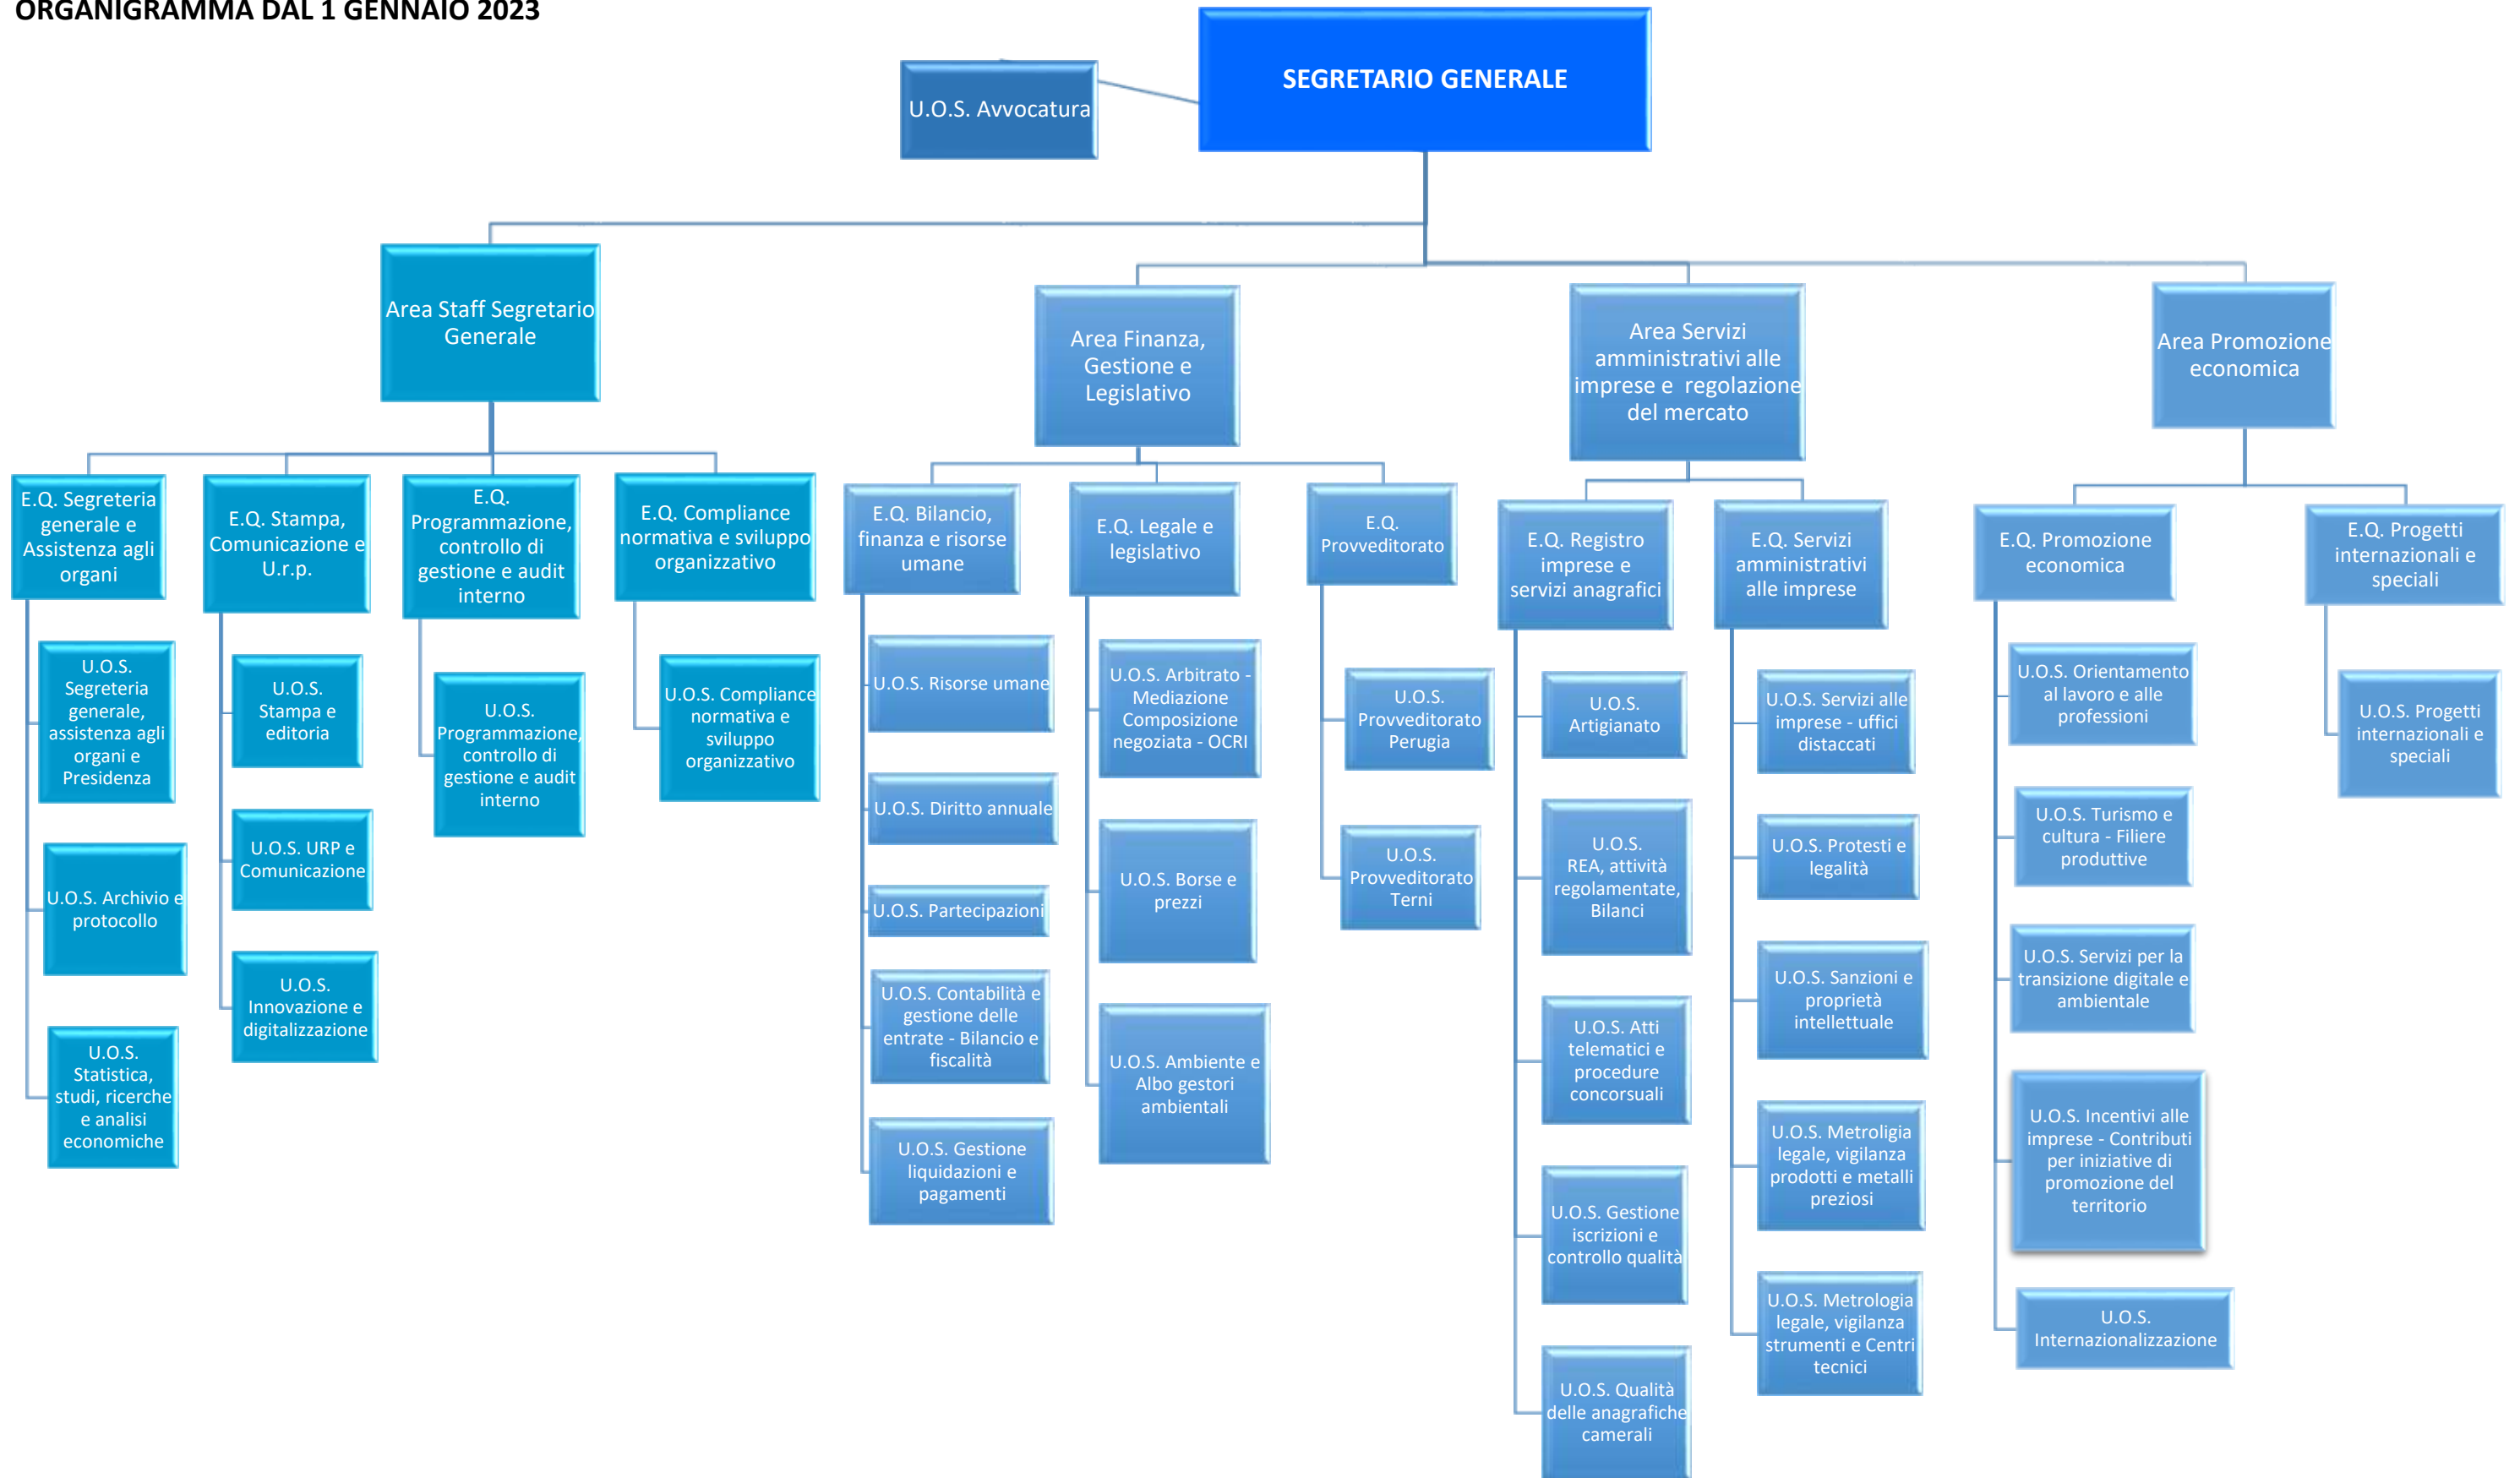 ORGANIGRAMMA DAL 1 GENNAIO 2023
SEGRETARIO GENERALE
U.O.S. Avvocatura
Area Staff Segretario
Generale
Area Finanza,
Gestione e
Legislativo
Area Servizi
amministrativi alle
imprese e regolazione
del mercato
Area Promozione
economica
E.Q. Segreteria
generale e
Assistenza agli
organi
E.Q. Stampa,
Comunicazione e
U.r.p.
E.Q.
Programmazione,
controllo di
gestione e audit
interno
E.Q. Compliance
normativa e sviluppo
organizzativo
E.Q. Bilancio,
finanza e risorse
umane
E.Q. Legale e
legislativo
E.Q.
Provveditorato
E.Q. Registro
imprese e
servizi anagrafici
E.Q. Servizi
amministrativi
alle imprese
E.Q. Promozione
economica
E.Q. Progetti
internazionali e
speciali
U.O.S.
Segreteria
generale,
assistenza agli
organi e
Presidenza
U.O.S. Archivio e
protocollo
U.O.S.
Statistica,
studi, ricerche
e analisi
economiche
U.O.S.
Stampa e
editoria
U.O.S. URP e
Comunicazione
U.O.S.
Innovazione e
digitalizzazione
U.O.S.
Programmazione,
controllo di
gestione e audit
interno
U.O.S. Compliance
normativa e
sviluppo
organizzativo
U.O.S. Risorse umane
U.O.S. Diritto annuale
U.O.S. Partecipazioni
U.O.S. Contabilità e
gestione delle
entrate - Bilancio e
fiscalità
U.O.S. Gestione
liquidazioni e
pagamenti
U.O.S. Arbitrato -
Mediazione
Composizione
negoziata - OCRI
U.O.S. Borse e
prezzi
U.O.S. Ambiente e
Albo gestori
ambientali
U.O.S.
Provveditorato
Perugia
U.O.S.
Provveditorato
Terni
U.O.S.
Artigianato
U.O.S.
REA, attività
regolamentate,
Bilanci
U.O.S. Atti
telematici e
procedure
concorsuali
U.O.S. Gestione
iscrizioni e
controllo qualità
U.O.S. Qualità
delle anagrafiche
camerali
U.O.S. Servizi alle
imprese - uffici
distaccati
U.O.S. Protesti e
legalità
U.O.S. Sanzioni e
proprietà
intellettuale
U.O.S. Metroligia
legale, vigilanza
prodotti e metalli
preziosi
U.O.S. Metrologia
legale, vigilanza
strumenti e Centri
tecnici
U.O.S. Orientamento
al lavoro e alle
professioni
U.O.S. Turismo e
cultura - Filiere
produttive
U.O.S. Servizi per la
transizione digitale e
ambientale
U.O.S. Incentivi alle
imprese - Contributi
per iniziative di
promozione del
territorio
U.O.S.
Internazionalizzazione
U.O.S. Progetti
internazionali e
speciali